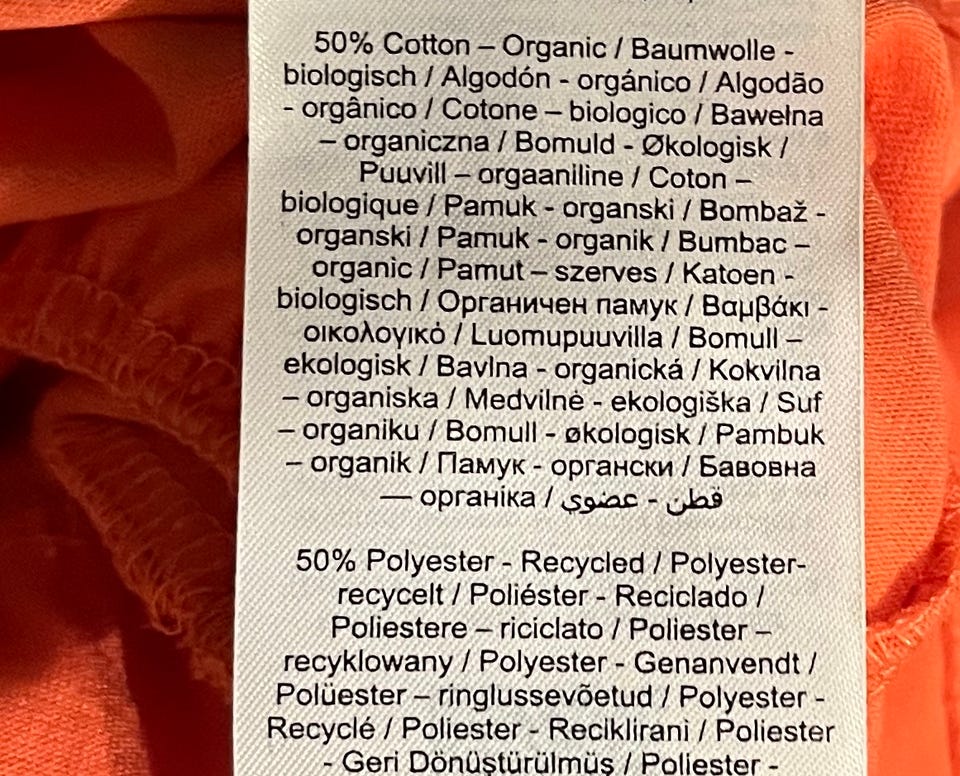 50% Cotton – Organic / Baumwolle -
biologisch / Algodón - orgánico / Algodão
- orgânico / Cotone – biologico / Bawełna
– organiczna / Bomuld - Økologisk /
Puuvill – orgaaniline / Coton –
biologique / Pamuk - organski / Bombaž -
organski / Pamuk - organik / Bumbac –
organic / Pamut – szerves / Katoen -
biologisch / Органичен памук / Βαμβάκι -
οικολογικό / Luomupuuvilla / Bomull –
ekologisk / Bavlna - organická / Kokvilna
– organiska / Medvilnė - ekologiška / Suf
– organiku / Bomull - økologisk / Pambuk
– organik / Памук - органски / Бавовна
— органіка / قطن - عضوي
50% Polyester - Recycled / Polyester-
recycelt / Poliéster - Reciclado /
Poliestere – riciclato / Poliester –
recyklowany / Polyester - Genanvendt /
Polüester – ringlussevõetud / Polyester -
Recyclé / Poliester - Reciklirani / Poliester
- Geri Dönüştürülmüş / Poliester -